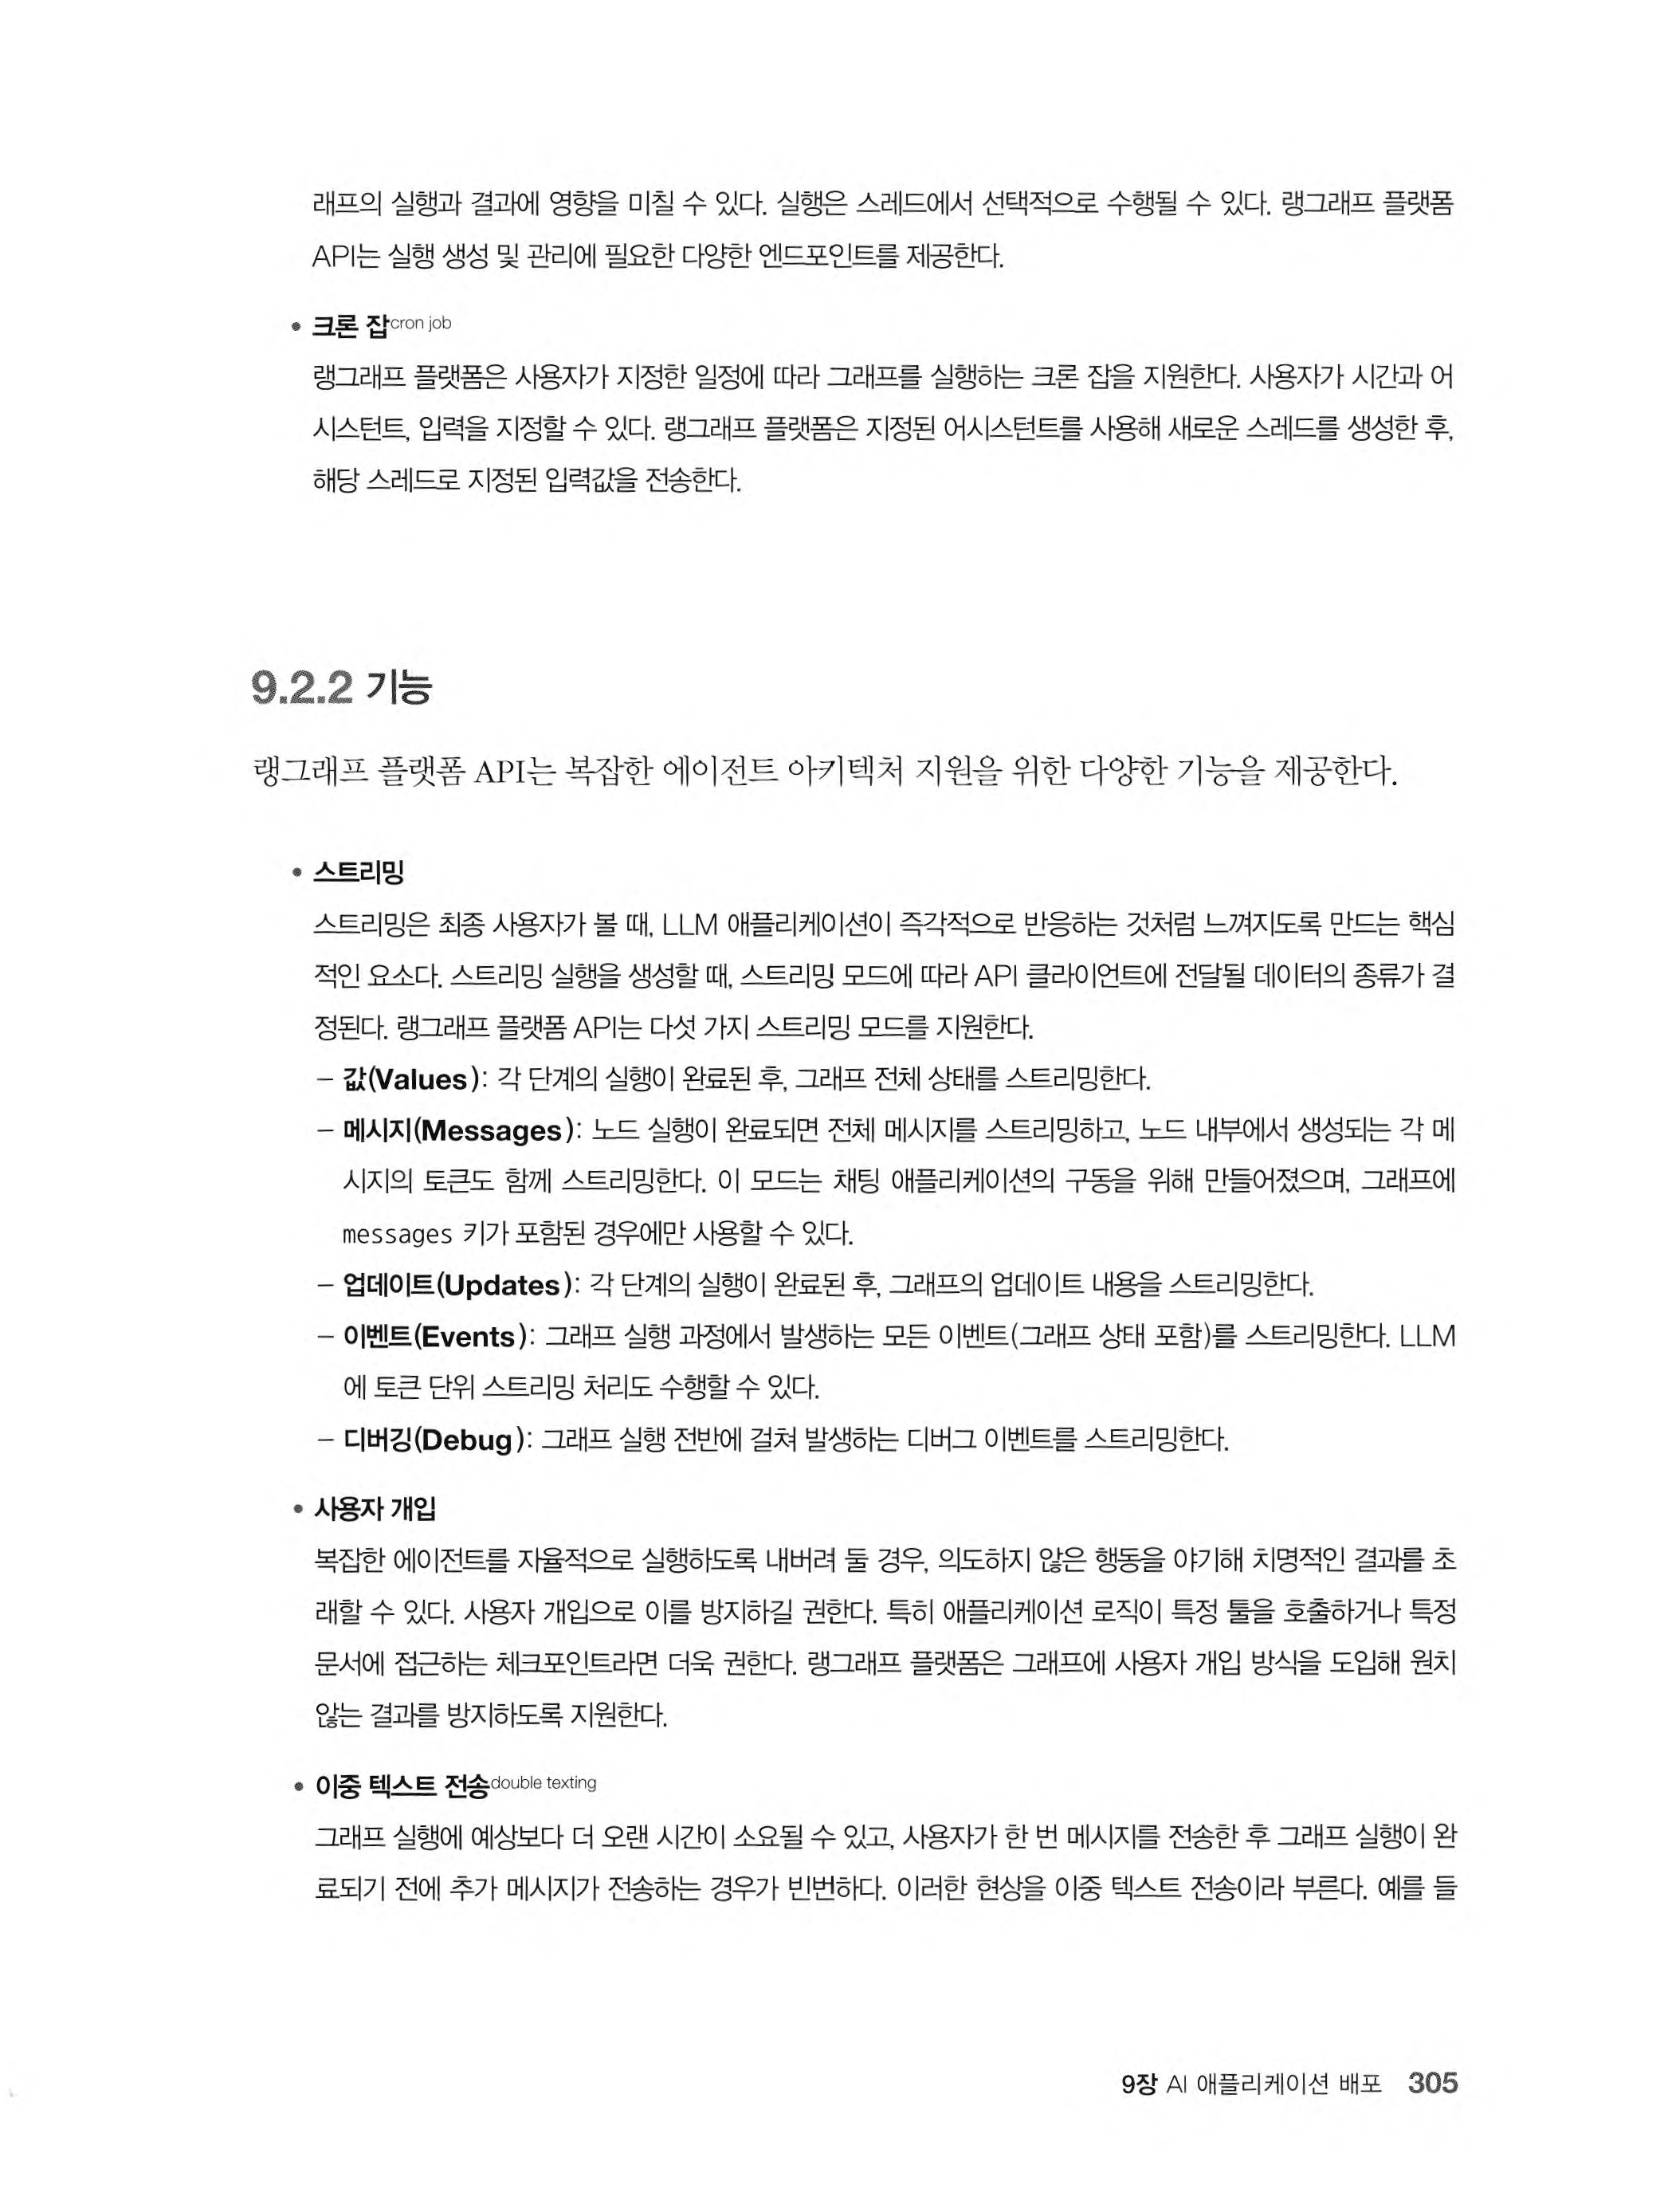 래프의 실행과 결과에 영향을 미칠 수 있다. 실행은 스레드에서 선택적으로 수행될 수 있다. 랭그래프 플랫폼
API는 실행 생성 및 관리에 필요한 다양한 엔드포인트를 제공한다.
• 크론 잡cron job
랭그래프 플랫폼은 사용자가 지정한 일정에 따라 그래프를 실행하는 크론 잡을 지원한다. 사용자가 시간과 어
시스턴트, 입력을 지정할 수 있다. 랭그래프 플랫폼은 지정된 어시스턴트를 사용해 새로운 스레드를 생성한 후,
해당 스레드로 지정된 입력값을 전송한다.
9.2.2 기능
랭그래프 플랫폼 API는 복잡한 에이전트 아키텍처 지원을 위한 다양한 기능을 제공한다.
• 스트리밍
스트리밍은 최종 사용자가 볼 때, LLM 애플리케이션이 즉각적으로 반응하는 것처럼 느껴지도록 만드는 핵심
적인 요소다. 스트리밍 실행을 생성할 때, 스트리밍 모드에 따라 API 클라이언트에 전달될 데이터의 종류가 결
정된다. 랭그래프 플랫폼 API는 다섯 가지 스트리밍 모드를 지원한다.
– 값(Values): 각 단계의 실행이 완료된 후, 그래프 전체 상태를 스트리밍한다.
– 메시지(Messages): 노드 실행이 완료되면 전체 메시지를 스트리밍하고, 노드 내부에서 생성되는 각 메
시지의 토큰도 함께 스트리밍한다. 이 모드는 채팅 애플리케이션의 구동을 위해 만들어졌으며, 그래프에
messages 키가 포함된 경우에만 사용할 수 있다.
– 업데이트(Updates): 각 단계의 실행이 완료된 후, 그래프의 업데이트 내용을 스트리밍한다.
– 이벤트(Events): 그래프 실행 과정에서 발생하는 모든 이벤트(그래프 상태 포함)를 스트리밍한다. LLM
에 토큰 단위 스트리밍 처리도 수행할 수 있다.
– 디버깅(Debug): 그래프 실행 전반에 걸쳐 발생하는 디버그 이벤트를 스트리밍한다.
• 사용자 개입
복잡한 에이전트를 자율적으로 실행하도록 내버려 둘 경우, 의도하지 않은 행동을 야기해 치명적인 결과를 초
래할 수 있다. 사용자 개입으로 이를 방지하길 권한다. 특히 애플리케이션 로직이 특정 툴을 호출하거나 특정
문서에 접근하는 체크포인트라면 더욱 권한다. 랭그래프 플랫폼은 그래프에 사용자 개입 방식을 도입해 원치
않는 결과를 방지하도록 지원한다.
• 이중 텍스트 전송double texting
그래프 실행에 예상보다 더 오랜 시간이 소요될 수 있고, 사용자가 한 번 메시지를 전송한 후 그래프 실행이 완
료되기 전에 추가 메시지가 전송하는 경우가 빈번하다. 이러한 현상을 이중 텍스트 전송이라 부른다. 예를 들
9장 AI 애플리케이션 배포 305